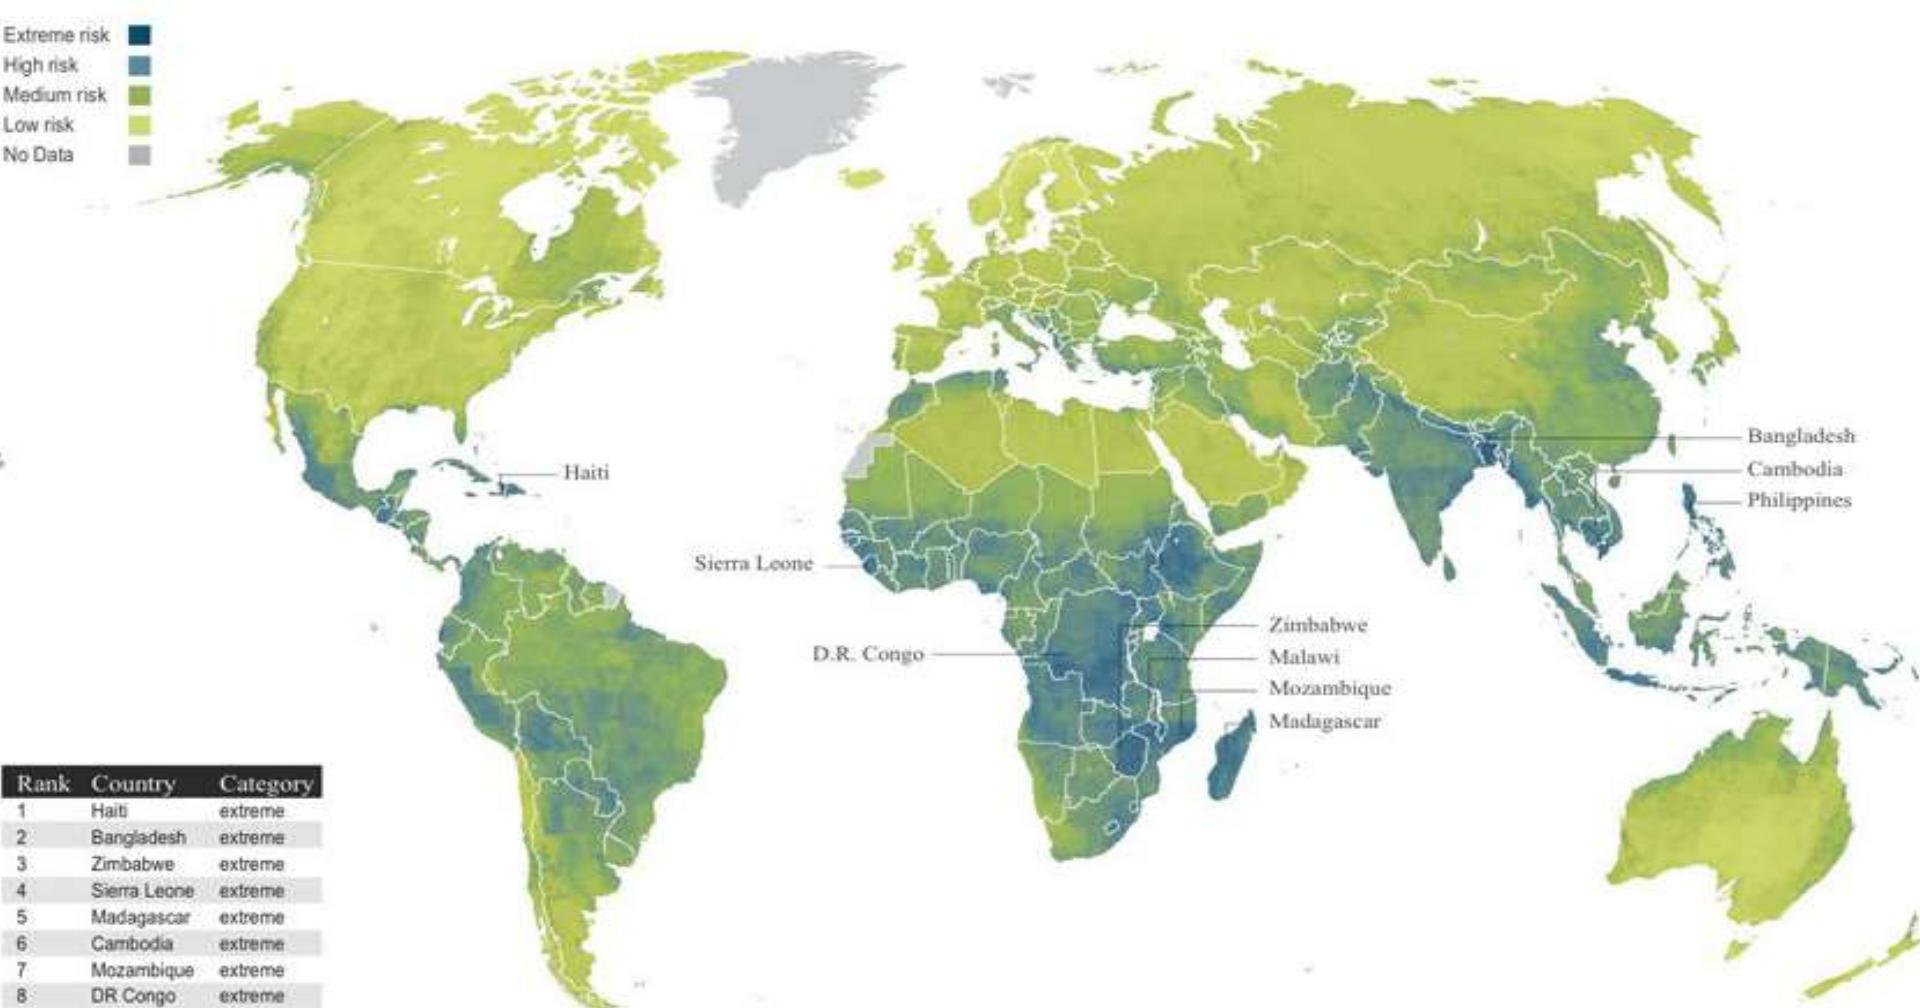 Extreme risk
High risk
Medium risk
Low risk
No Data
Haiti
Bangladesh
Cambodia
Philippines
Sierra Leone
Zimbabwe
D.R. Congo
Malawi
Mozambique
Madagascar
Rank Country Category
1 Haiti extreme
2 Bangladesh extreme
3 Zimbabwe extreme
4 Sierra Leone extreme
5 Madagascar extreme
6 Cambodia extreme
7 Mozambique extreme
8 DR Congo extreme